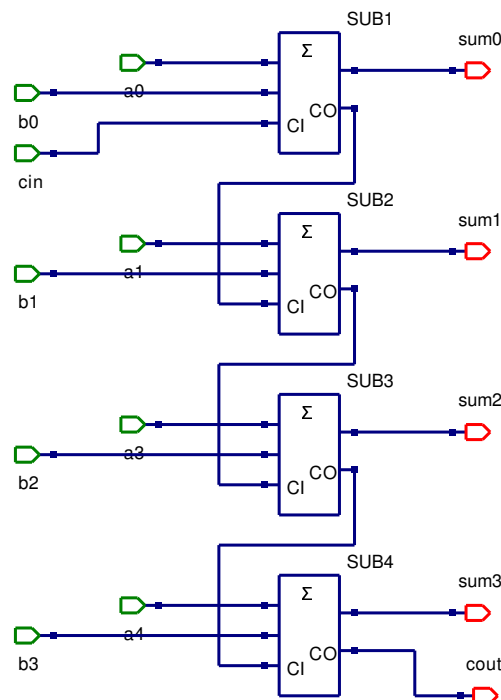 SUB1
sum0
Σ
a0
b0
CO
CI
cin
SUB2
sum1
Σ
a1
b1
CO
CI
SUB3
sum2
Σ
a3
b2
CO
CI
SUB4
sum3
Σ
a4
b3
CO
CI
cout